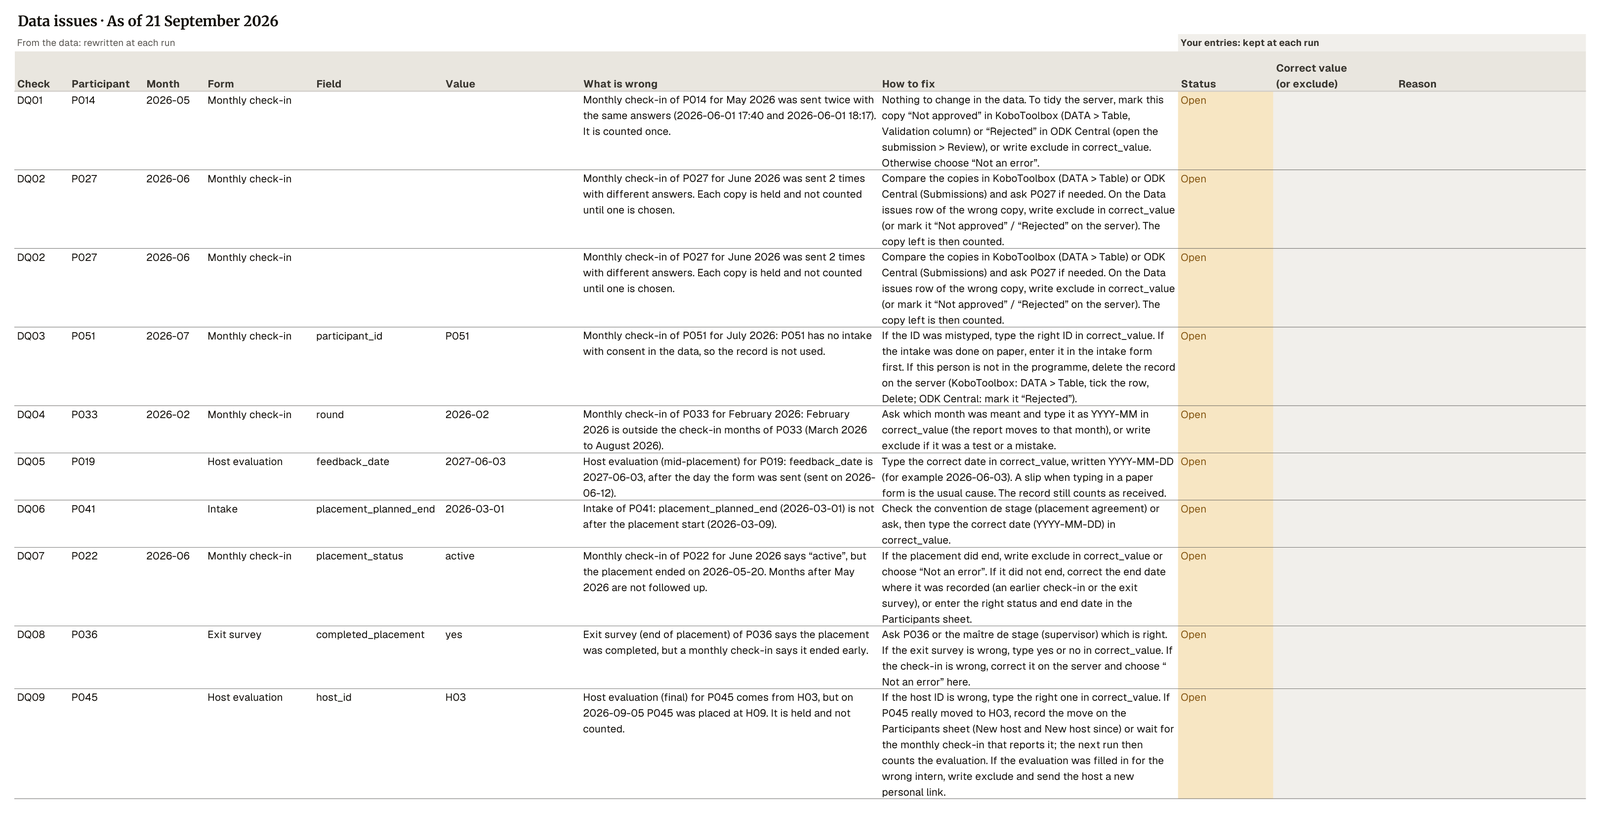 Data issues · As of 21 September 2026
From the data: rewritten at each run
Your entries: kept at each run
Check Participant Month Form Field Value What is wrong How to fix Status Correct value (or exclude) Reason
DQ01 P014 2026-05 Monthly check-in
Monthly check-in of P014 for May 2026 was sent twice with
the same answers (2026-06-01 17:40 and 2026-06-01 18:17).
It is counted once.
Nothing to change in the data. To tidy the server, mark this
copy “Not approved” in KoboToolbox (DATA > Table,
Validation column) or “Rejected” in ODK Central (open the
submission > Review), or write exclude in correct_value.
Otherwise choose “Not an error”.
Open
DQ02 P027 2026-06 Monthly check-in
Monthly check-in of P027 for June 2026 was sent 2 times
with different answers. Each copy is held and not counted
until one is chosen.
Compare the copies in KoboToolbox (DATA > Table) or ODK
Central (Submissions) and ask P027 if needed. On the Data
issues row of the wrong copy, write exclude in correct_value
(or mark it “Not approved” / “Rejected” on the server). The
copy left is then counted.
Open
DQ02 P027 2026-06 Monthly check-in
Monthly check-in of P027 for June 2026 was sent 2 times
with different answers. Each copy is held and not counted
until one is chosen.
Compare the copies in KoboToolbox (DATA > Table) or ODK
Central (Submissions) and ask P027 if needed. On the Data
issues row of the wrong copy, write exclude in correct_value
(or mark it “Not approved” / “Rejected” on the server). The
copy left is then counted.
Open
DQ03 P051 2026-07 Monthly check-in participant_id P051
Monthly check-in of P051 for July 2026: P051 has no intake
with consent in the data, so the record is not used.
If the ID was mistyped, type the right ID in correct_value. If
the intake was done on paper, enter it in the intake form
first. If this person is not in the programme, delete the record
on the server (KoboToolbox: DATA > Table, tick the row,
Delete; ODK Central: mark it “Rejected”).
Open
DQ04 P033 2026-02 Monthly check-in round 2026-02
Monthly check-in of P033 for February 2026: February
2026 is outside the check-in months of P033 (March 2026
to August 2026).
Ask which month was meant and type it as YYYY-MM in
correct_value (the report moves to that month), or write
exclude if it was a test or a mistake.
Open
DQ05 P019 Host evaluation feedback_date 2027-06-03
Host evaluation (mid-placement) for P019: feedback_date is
2027-06-03, after the day the form was sent (sent on 2026-
06-12).
Type the correct date in correct_value, written YYYY-MM-DD
(for example 2026-06-03). A slip when typing in a paper
form is the usual cause. The record still counts as received.
Open
DQ06 P041 Intake placement_planned_end 2026-03-01
Intake of P041: placement_planned_end (2026-03-01) is not
after the placement start (2026-03-09).
Check the convention de stage (placement agreement) or
ask, then type the correct date (YYYY-MM-DD) in
correct_value.
Open
DQ07 P022 2026-06 Monthly check-in placement_status active
Monthly check-in of P022 for June 2026 says “active”, but
the placement ended on 2026-05-20. Months after May
2026 are not followed up.
If the placement did end, write exclude in correct_value or
choose “Not an error”. If it did not end, correct the end date
where it was recorded (an earlier check-in or the exit
survey), or enter the right status and end date in the
Participants sheet.
Open
DQ08 P036 Exit survey completed_placement yes
Exit survey (end of placement) of P036 says the placement
was completed, but a monthly check-in says it ended early.
Ask P036 or the maître de stage (supervisor) which is right.
If the exit survey is wrong, type yes or no in correct_value. If
the check-in is wrong, correct it on the server and choose “
Not an error” here.
Open
DQ09 P045 Host evaluation host_id H03
Host evaluation (final) for P045 comes from H03, but on
2026-09-05 P045 was placed at H09. It is held and not
counted.
If the host ID is wrong, type the right one in correct_value. If
P045 really moved to H03, record the move on the
Participants sheet (New host and New host since) or wait for
the monthly check-in that reports it; the next run then
counts the evaluation. If the evaluation was filled in for the
wrong intern, write exclude and send the host a new
personal link.
Open